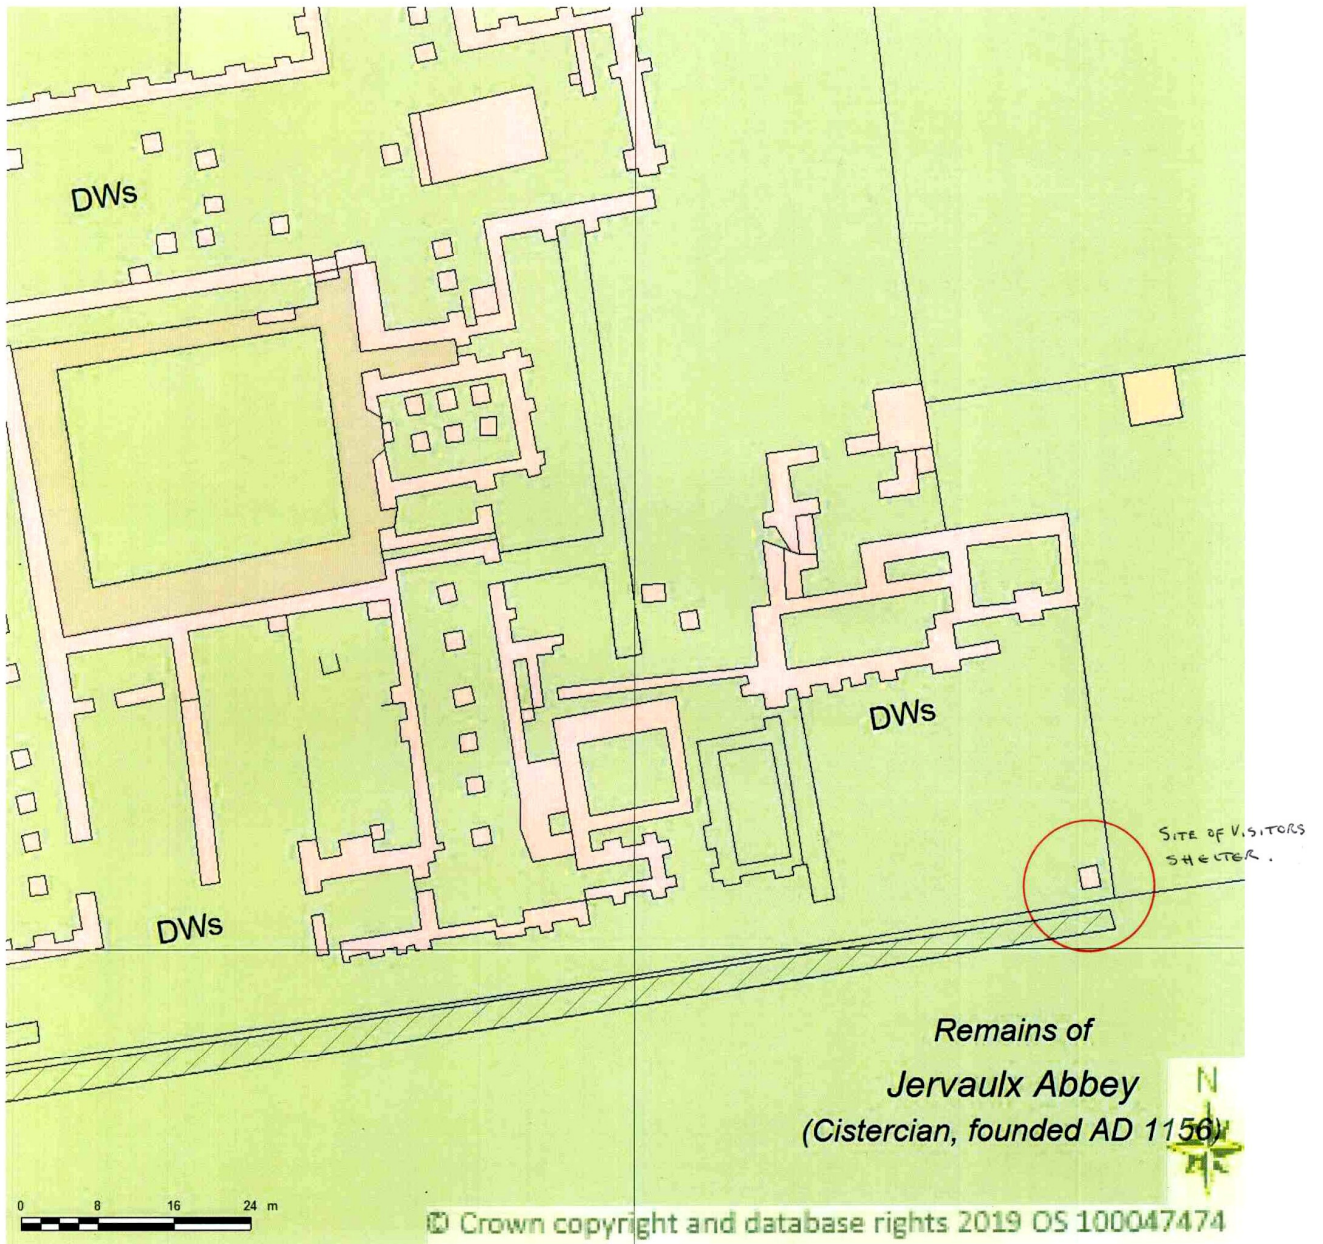 DWs
DWs
SITE OF VISITORS
SHELTER.
DWs
Remains of
Jervaulx Abbey
(Cistercian, founded AD 1156)
N
0 8 16 24 m
© Crown copyright and database rights 2019 OS 100047474